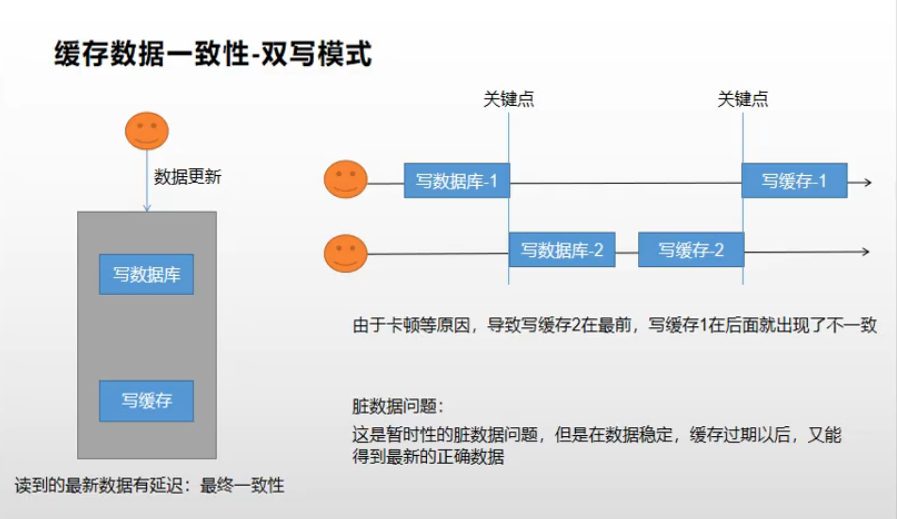 缓存数据一致性-双写模式
关键点
关键点
数据更新
写数据库-1
写缓存-1
写数据库-2
写缓存-2
写数据库
写缓存
由于卡顿等原因，导致写缓存2在最前，写缓存1在后面就出现了不一致
脏数据问题：
这是暂时性的脏数据问题，但是在数据稳定，缓存过期以后，又能
得到最新的正确数据
读到的最新数据有延迟：最终一致性